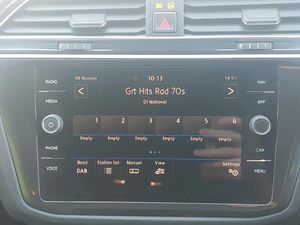 RADIO
MEDIA
PHONE
VOICE
Normal 10:13
Grt Hits Rad 70s
D1 National
1 2 3 4 5 6
Empty Empty Empty Empty Empty Empty
Band Station list Manual View Settings
DAB
NAV
APP
CAR
MENU